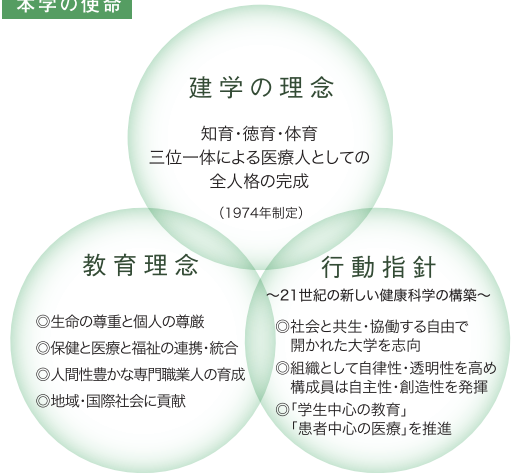 本学の使命
建学の理念
知育・徳育・体育
三位一体による医療人としての
全人格の完成
（1974年制定）
教育理念
◎生命の尊重と個人の尊厳
◎保健と医療と福祉の連携・統合
◎人間性豊かな専門職業人の育成
◎地域・国際社会に貢献
行動指針
〜21世紀の新しい健康科学の構築〜
◎社会と共生・協働する自由で
開かれた大学を志向
◎組織として自律性・透明性を高め
構成員は自主性・創造性を発揮
◎「学生中心の教育」
「患者中心の医療」を推進